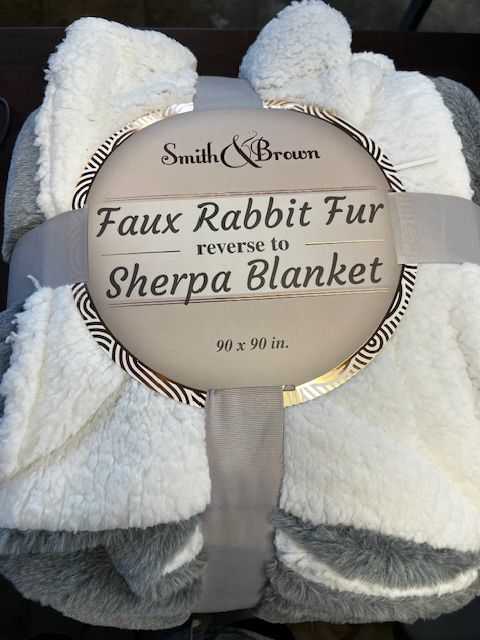 Smith & Brown
Faux Rabbit Fur
reverse to
Sherpa Blanket
90 x 90 in.